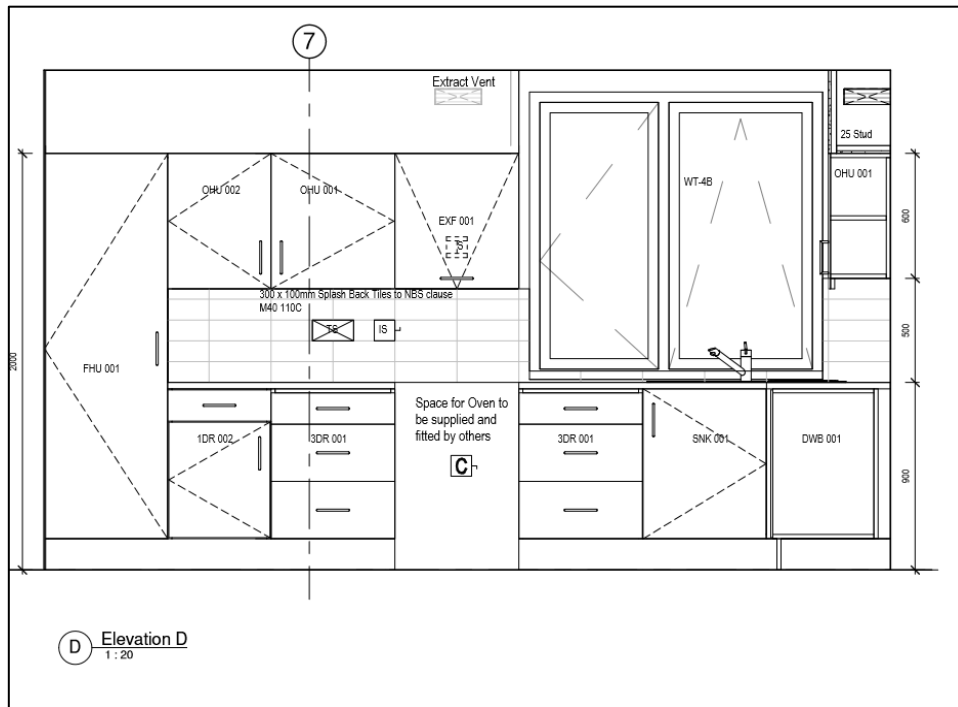 7
Extract Vent
25 Stud
OHU 002
OHU 001
EXF 001
WT-4B
OHU 001
600
300 x 100mm Splash Back Tiles to NBS clause
M40 110C
TS
IS
500
2000
FHU 001
Space for Oven to
be supplied and
fitted by others
C
1DR 002
3DR 001
3DR 001
SNK 001
DWB 001
900
D
Elevation D
1 : 20